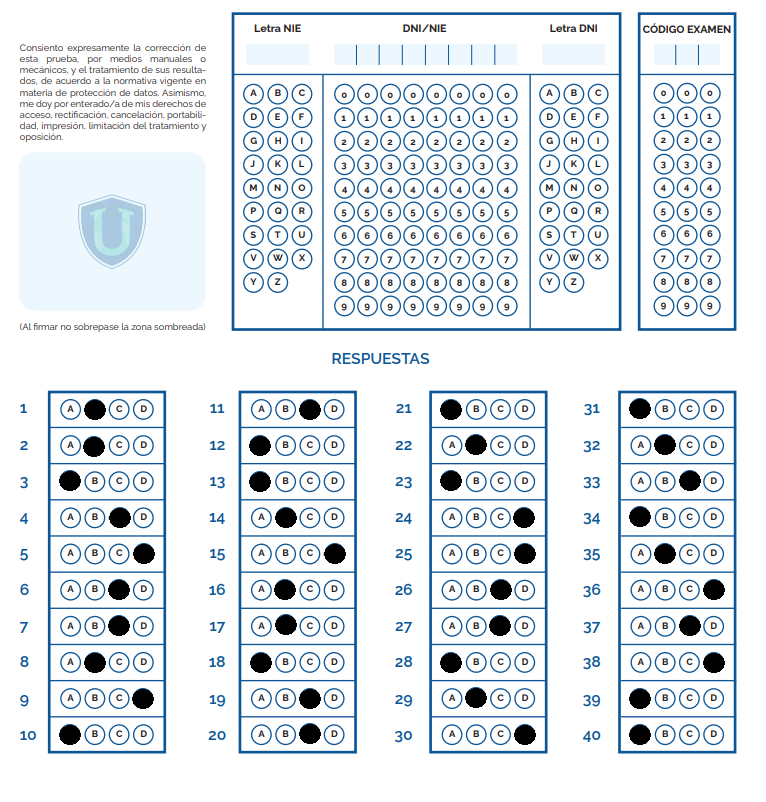 Consiento expresamente la corrección de
esta prueba, por medios manuales o
mecánicos, y el tratamiento de sus resulta-
dos, de acuerdo a la normativa vigente en
materia de protección de datos. Asimismo,
me doy por enterado/a de mis derechos de
acceso, rectificación, cancelación, portabili-
dad, impresión, limitación del tratamiento y
oposición.
U
(Al firmar no sobrepase la zona sombreada)
Letra NIE DNI/NIE Letra DNI CÓDIGO EXAMEN
A B C 0 0 0 0 0 0 0 0 A B C 0 0 0
D E F 1 1 1 1 1 1 1 1 D E F 1 1 1
G H I 2 2 2 2 2 2 2 2 G H I 2 2 2
J K L 3 3 3 3 3 3 3 3 J K L 3 3 3
M N O 4 4 4 4 4 4 4 4 M N O 4 4 4
P Q R 5 5 5 5 5 5 5 5 P Q R 5 5 5
S T U 6 6 6 6 6 6 6 6 S T U 6 6 6
V W X 7 7 7 7 7 7 7 7 V W X 7 7 7
Y Z 8 8 8 8 8 8 8 8 Y Z 8 8 8
9 9 9 9 9 9 9 9 9 9 9
RESPUESTAS
1 A C D 11 A B D 21 B C D 31 B C D
2 A C D 12 B C D 22 A C D 32 A C D
3 B C D 13 B C D 23 B C D 33 A B D
4 A B D 14 A C D 24 A B C 34 B C D
5 A B C 15 A B C 25 A B C 35 A C D
6 A B D 16 A C D 26 A B D 36 A B C
7 A B D 17 A C D 27 A B D 37 A B D
8 A C D 18 B C D 28 B C D 38 A B C
9 A B C 19 A B D 29 A C D 39 B C D
10 B C D 20 A B D 30 A B C 40 B C D